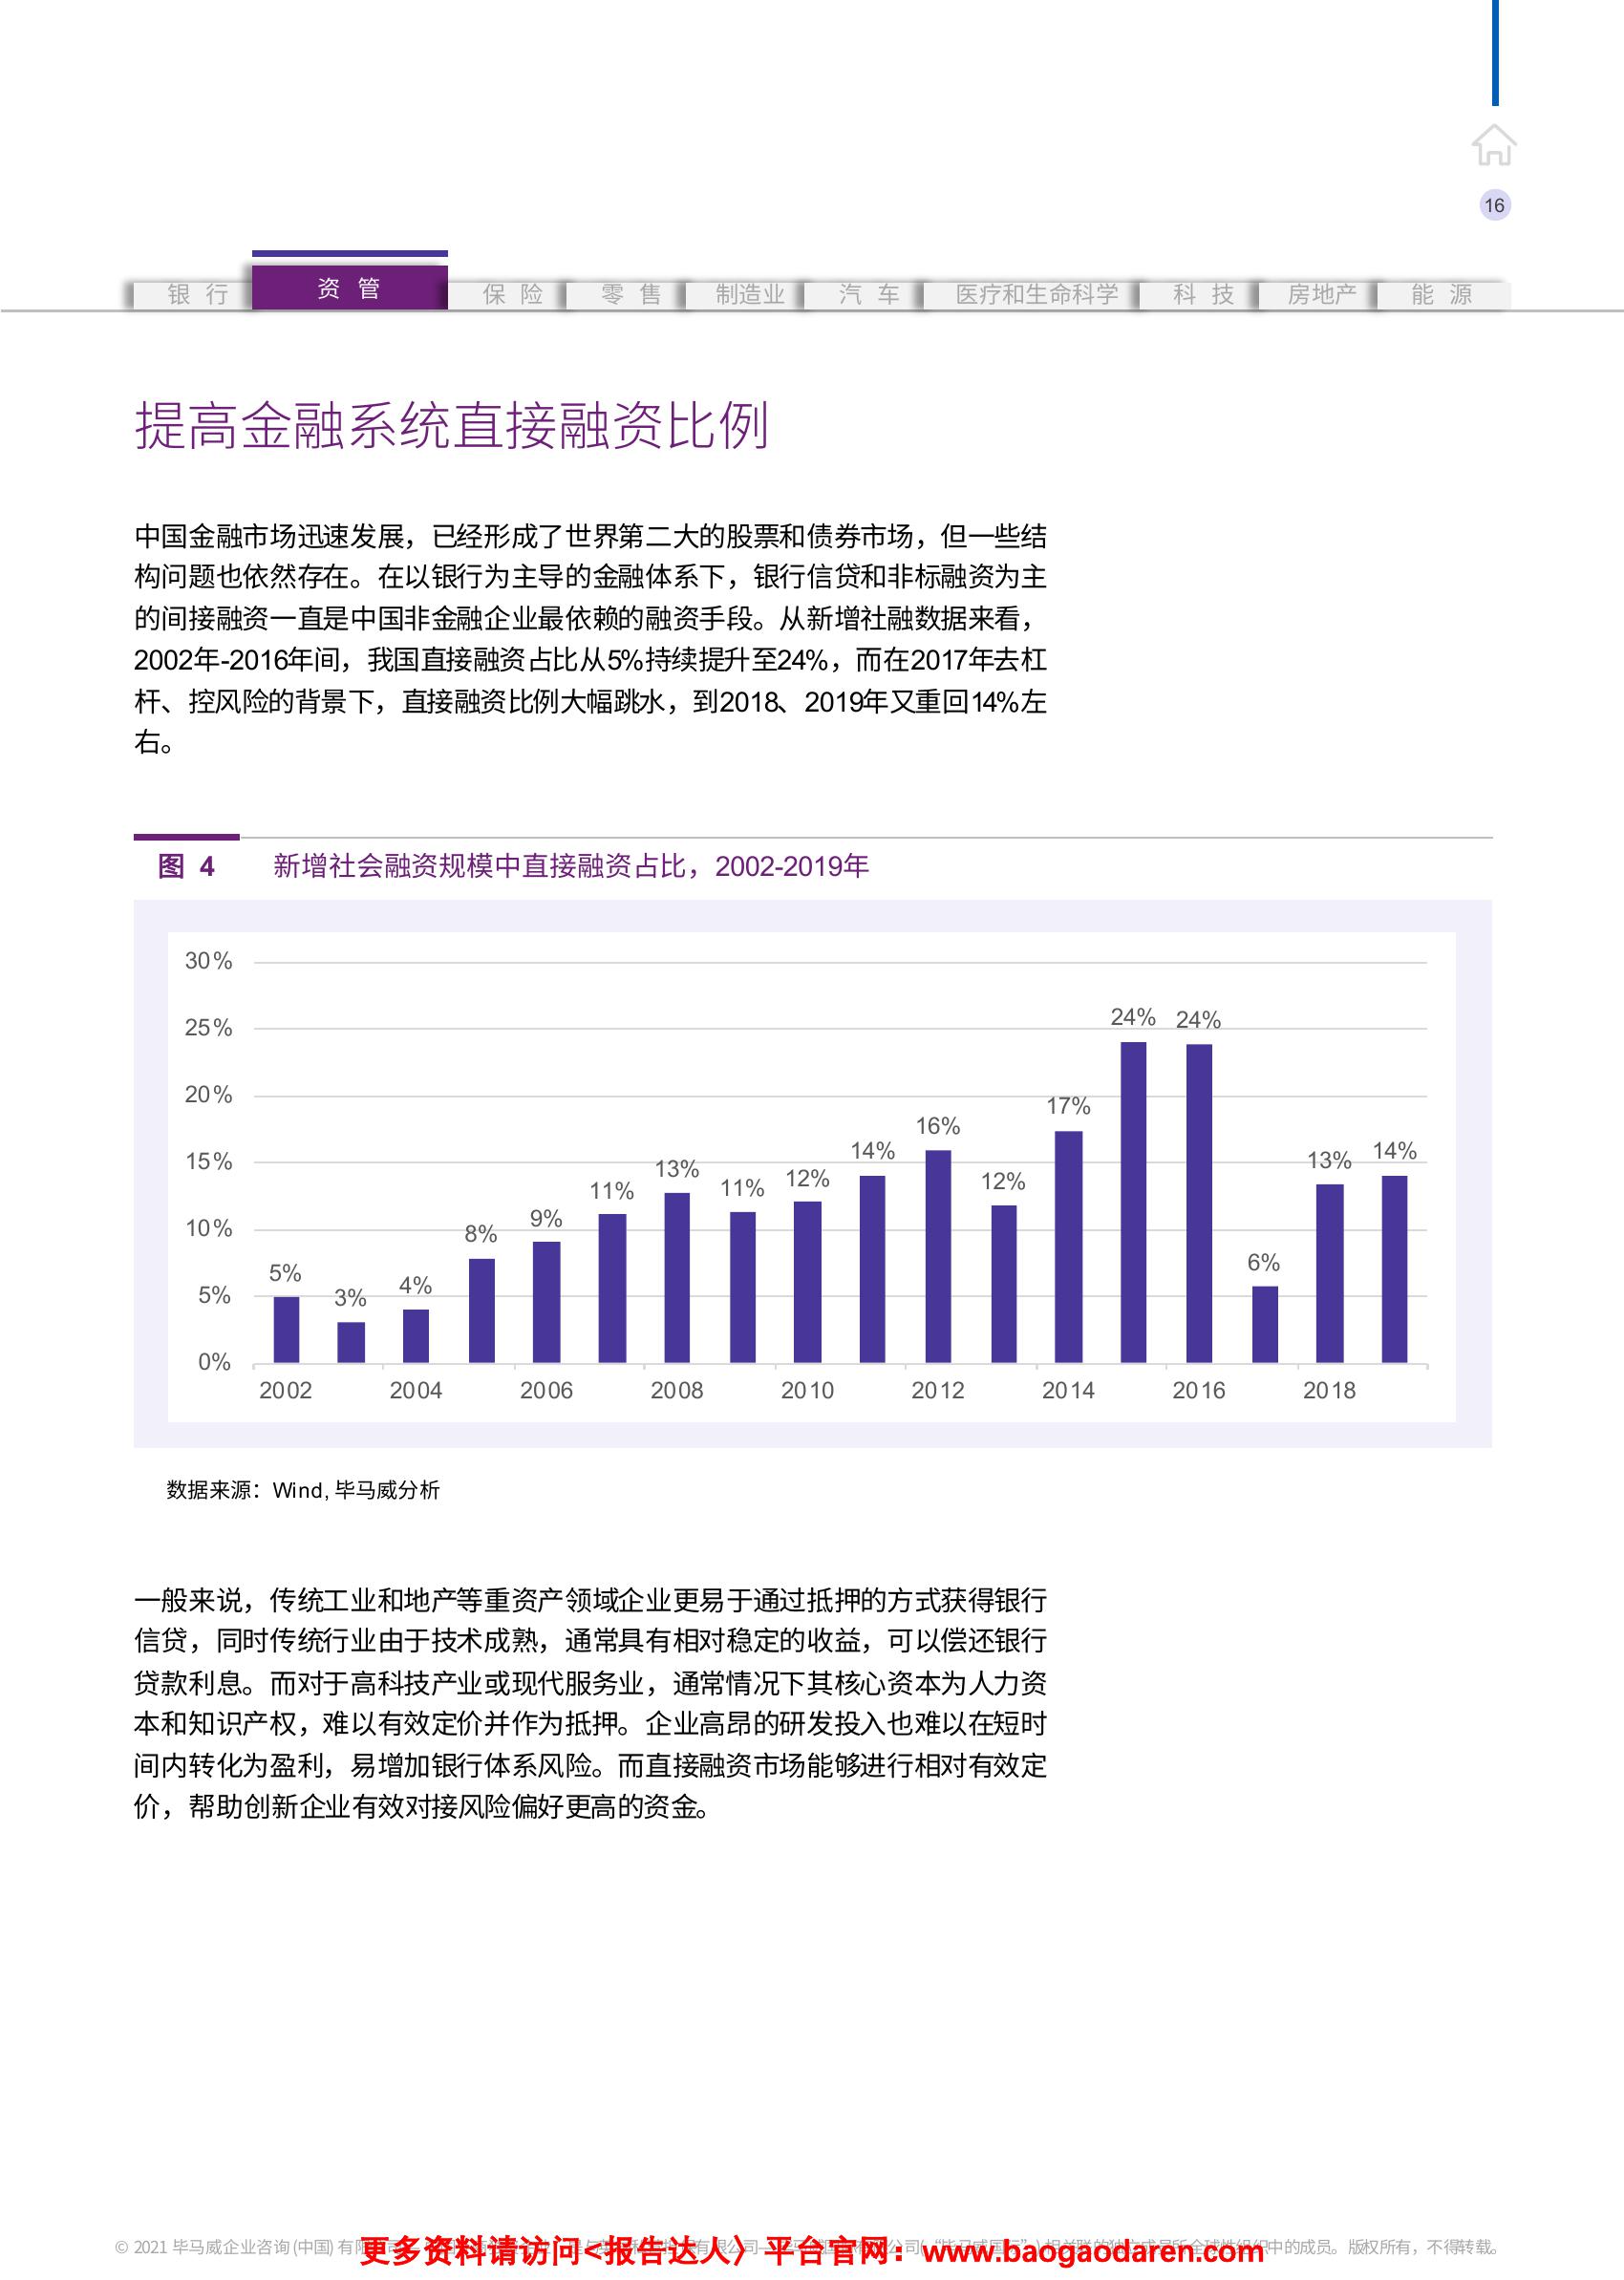 16
银 行 资 管 保 险 零 售 制造业 汽 车 医疗和生命科学 科 技 房地产 能 源
提高金融系统直接融资比例
中国金融市场迅速发展，已经形成了世界第二大的股票和债券市场，但一些结
构问题也依然存在。在以银行为主导的金融体系下，银行信贷和非标融资为主
的间接融资一直是中国非金融企业最依赖的融资手段。从新增社融数据来看，
2002年-2016年间，我国直接融资占比从5%持续提升至24%，而在2017年去杠
杆、控风险的背景下，直接融资比例大幅跳水，到2018、2019年又重回14%左
右。
图 4 新增社会融资规模中直接融资占比，2002-2019年
30%
25%
20%
15%
10%
5%
0%
5% 3% 4% 8% 9% 11% 13% 11% 12% 14% 16% 12% 17% 24% 24% 6% 13% 14%
2002 2004 2006 2008 2010 2012 2014 2016 2018
数据来源：Wind, 毕马威分析
一般来说，传统工业和地产等重资产领域企业更易于通过抵押的方式获得银行
信贷，同时传统行业由于技术成熟，通常具有相对稳定的收益，可以偿还银行
贷款利息。而对于高科技产业或现代服务业，通常情况下其核心资本为人力资
本和知识产权，难以有效定价并作为抵押。企业高昂的研发投入也难以在短时
间内转化为盈利，易增加银行体系风险。而直接融资市场能够进行相对有效定
价，帮助创新企业有效对接风险偏好更高的资金。
© 2021 毕马威企业咨询(中国)有限 中的成员。版权所有，不得转载。
更多资料请访问<报告达人〉平台官网：www.baogaodaren.com